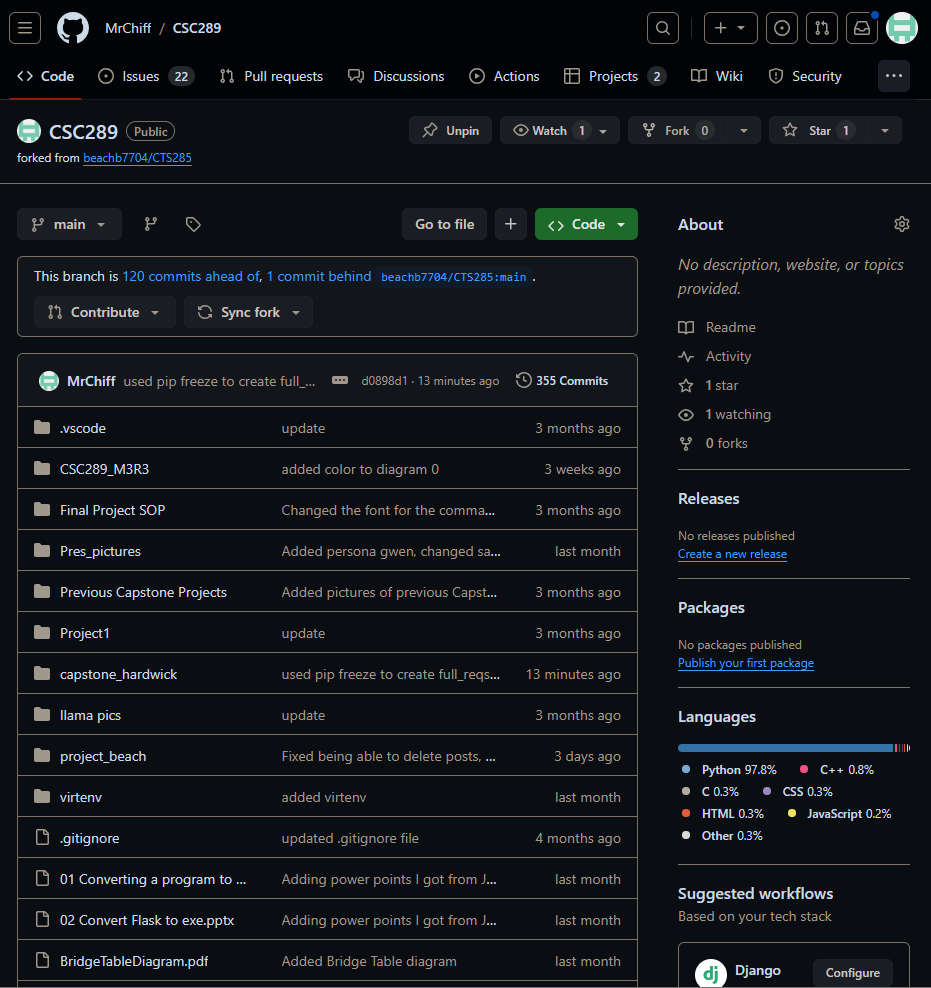 MrChiff / CSC289
Code Issues 22 Pull requests Discussions Actions Projects 2 Wiki Security
CSC289 Public
Unpin Watch 1 Fork 0 Star 1
forked from beachb7704/CTS285
main
Go to file
Code
This branch is 120 commits ahead of, 1 commit behind beachb7704/CTS285:main .
Contribute Sync fork
MrChiff used pip freeze to create full_... d0898d1 · 13 minutes ago 355 Commits
.vscode update 3 months ago
CSC289_M3R3 added color to diagram 0 3 weeks ago
Final Project SOP Changed the font for the comma... 3 months ago
Pres_pictures Added persona gwen, changed sa... last month
Previous Capstone Projects Added pictures of previous Capst... 3 months ago
Project1 update 3 months ago
capstone_hardwick used pip freeze to create full_reqs... 13 minutes ago
llama pics update 3 months ago
project_beach Fixed being able to delete posts, ... 3 days ago
virtenv added virtenv last month
.gitignore updated .gitignore file 4 months ago
01 Converting a program to ... Adding power points I got from J... last month
02 Convert Flask to exe.pptx Adding power points I got from J... last month
BridgeTableDiagram.pdf Added Bridge Table diagram last month
About
No description, website, or topics
provided.
Readme
Activity
1 star
1 watching
0 forks
Releases
No releases published
Create a new release
Packages
No packages published
Publish your first package
Languages
Python 97.8% C++ 0.8%
C 0.3% CSS 0.3%
HTML 0.3% JavaScript 0.2%
Other 0.3%
Suggested workflows
Based on your tech stack
dj Django Configure